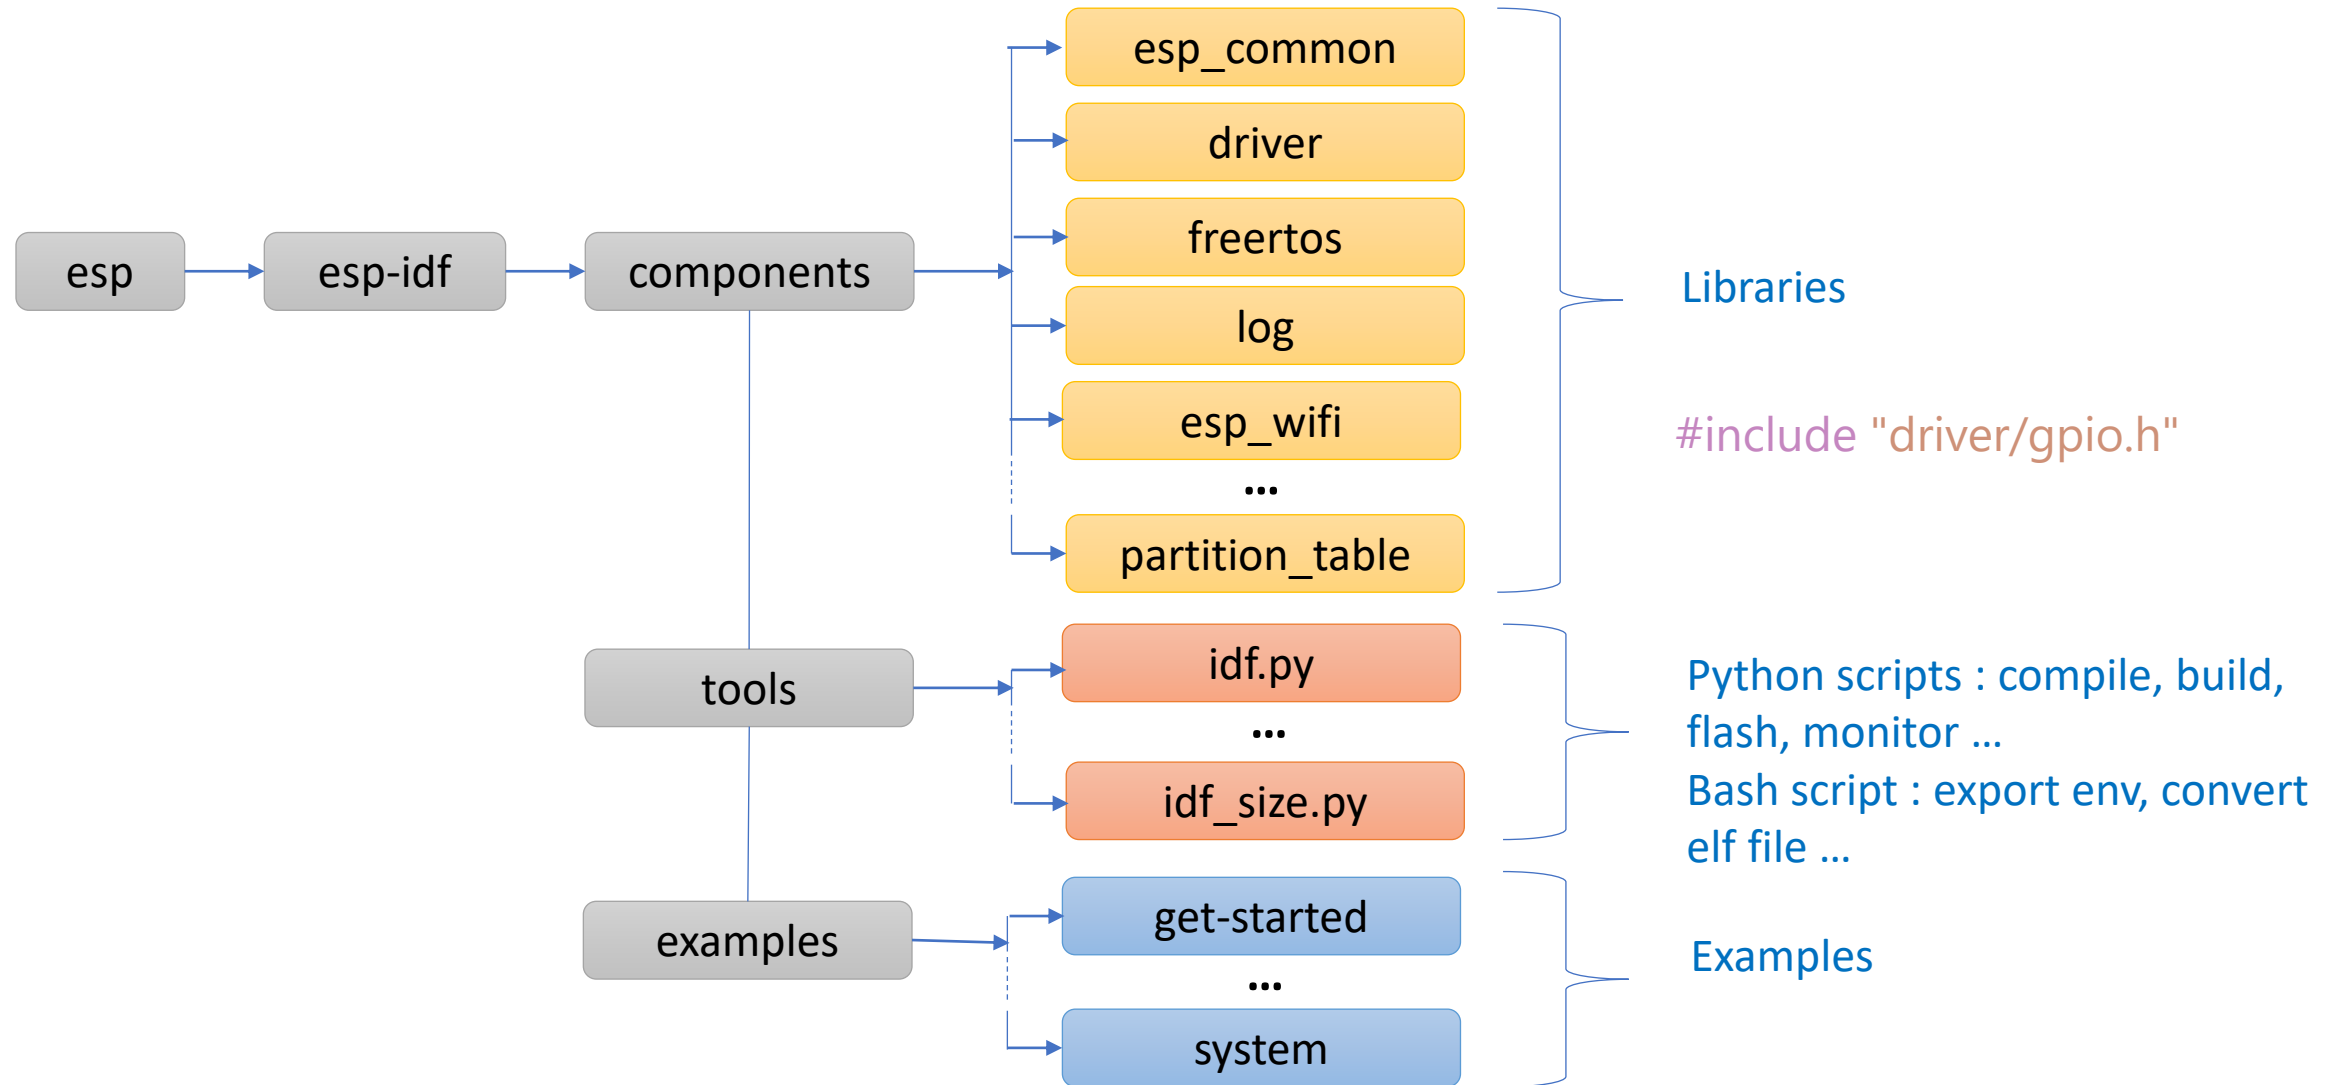 esp
esp-idf
components
esp_common
driver
freertos
log
esp_wifi
...
partition_table
Libraries
#include "driver/gpio.h"
tools
idf.py
...
idf_size.py
Python scripts : compile, build,
flash, monitor ...
Bash script : export env, convert
elf file ...
examples
get-started
...
system
Examples